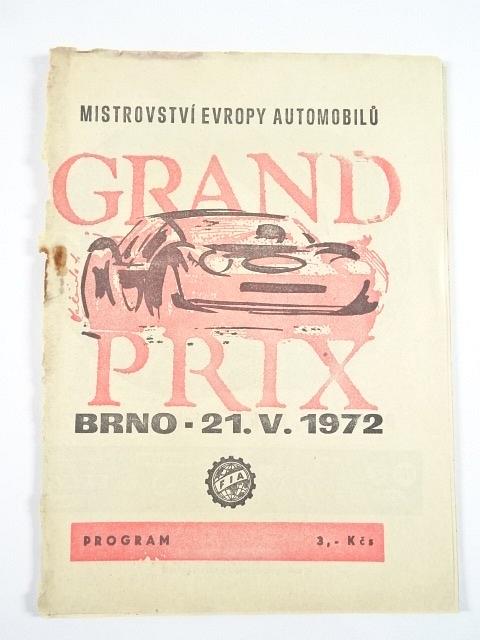 MISTROVSTVÍ EVROPY AUTOMOBILŮ
GRAND
PRIX
BRNO - 21. V. 1972
FIA
PROGRAM 3,- Kčs